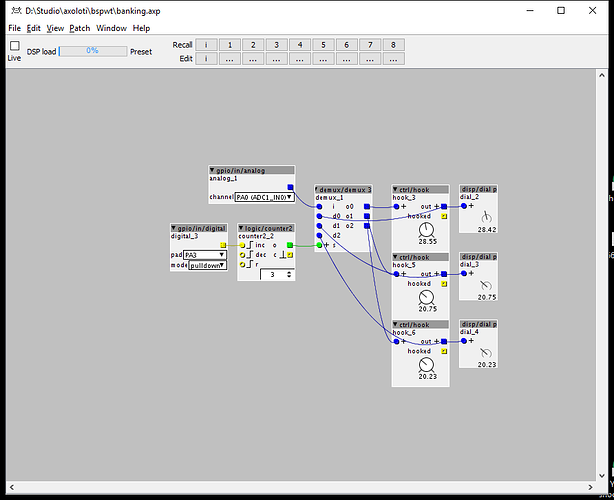 D:\Studio\axoloti\bspwt\banking.axp
File Edit View Patch Window Help
Live DSP load 0% Preset Recall i 1 2 3 4 5 6 7 8
Edit i ... ... ... ... ... ... ... ...
gpio/in/analog
analog_1
channel PA0 (ADC1_IN0)
gpio/in/digital
digital_3
pad PA3
mode pulldown
logic/counter2
counter2_2
inc o
dec c
r
3
demux/demux 3
demux_1
i o0
d0 o1
d1 o2
d2
+ s
ctrl/hook
hook_3
+ out +
hooked
28.55
disp/dial p
dial_2
+
28.42
ctrl/hook
hook_5
+ out +
hooked
20.75
disp/dial p
dial_3
+
20.75
ctrl/hook
hook_6
+ out +
hooked
20.23
disp/dial p
dial_4
+
20.23